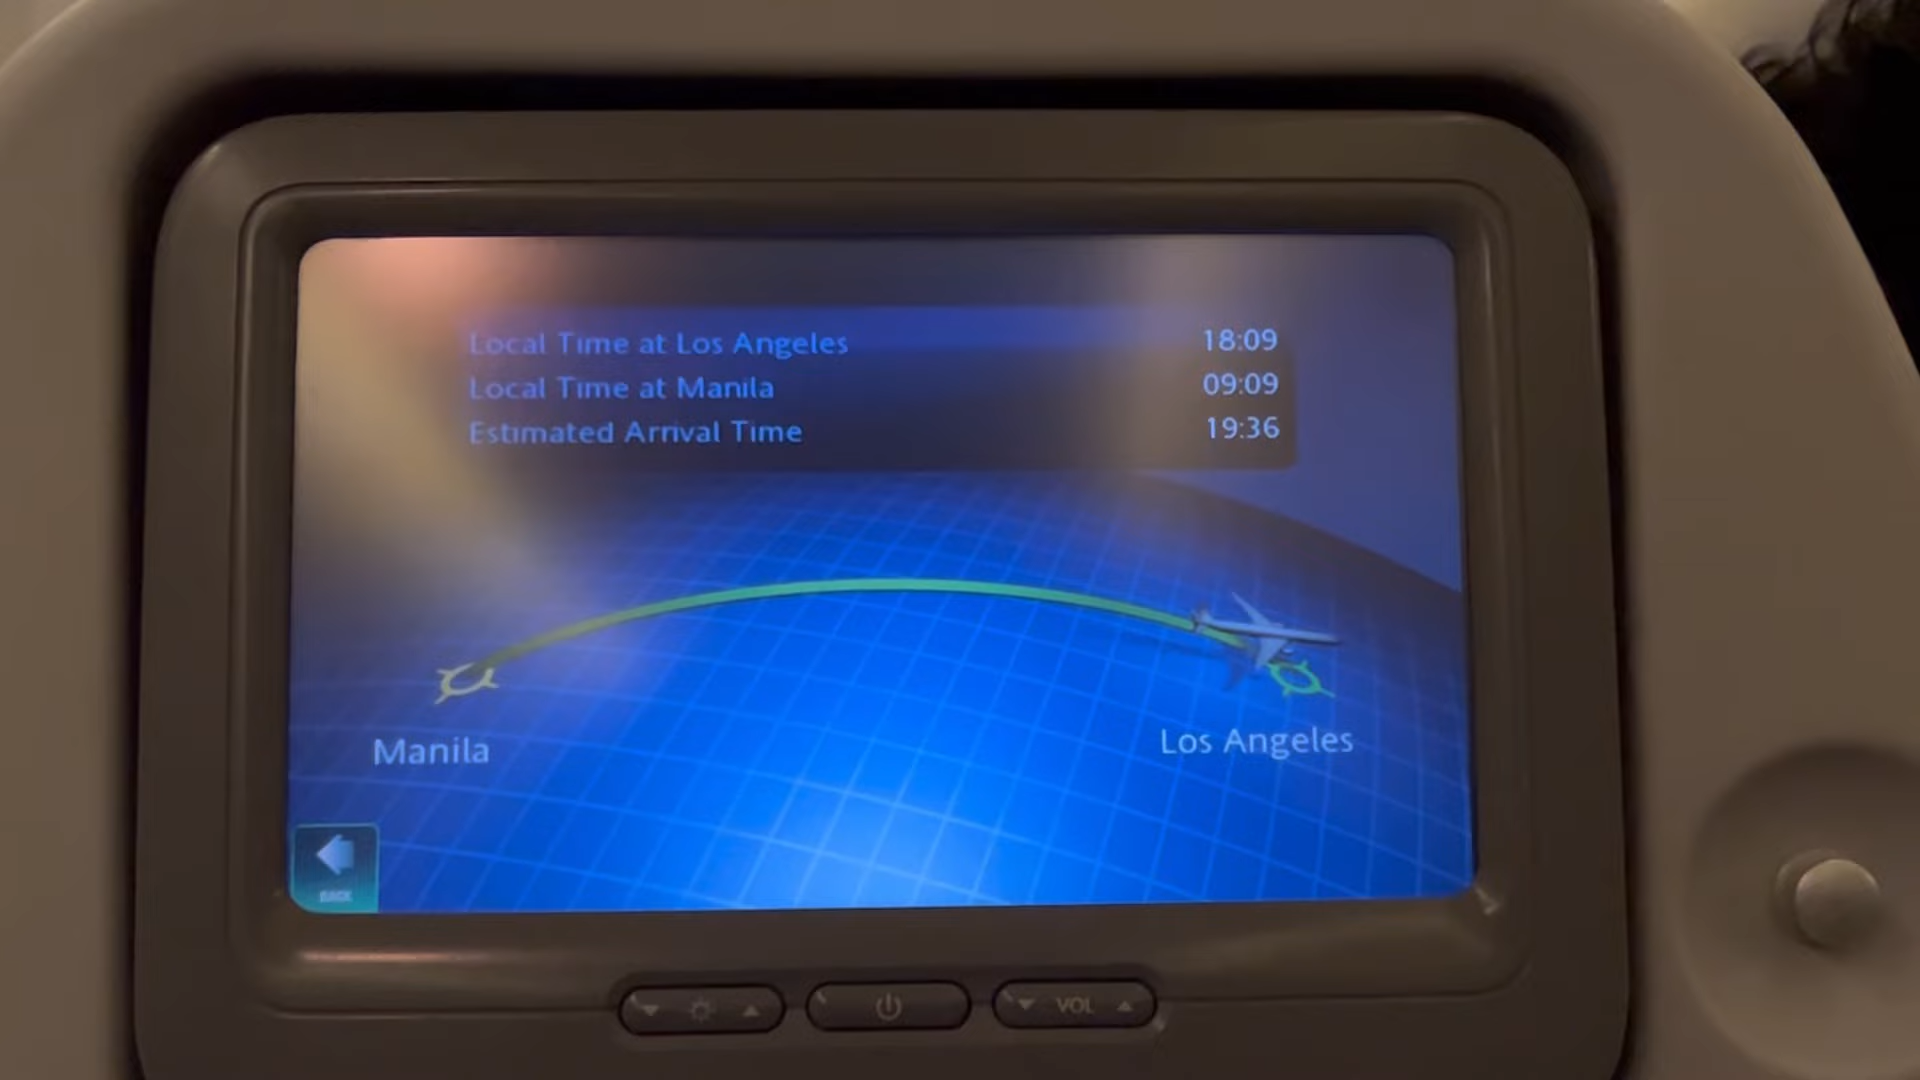 Local Time at Los Angeles 18:09
Local Time at Manila 09:09
Estimated Arrival Time 19:36
Manila
Los Angeles
BACK
VOL